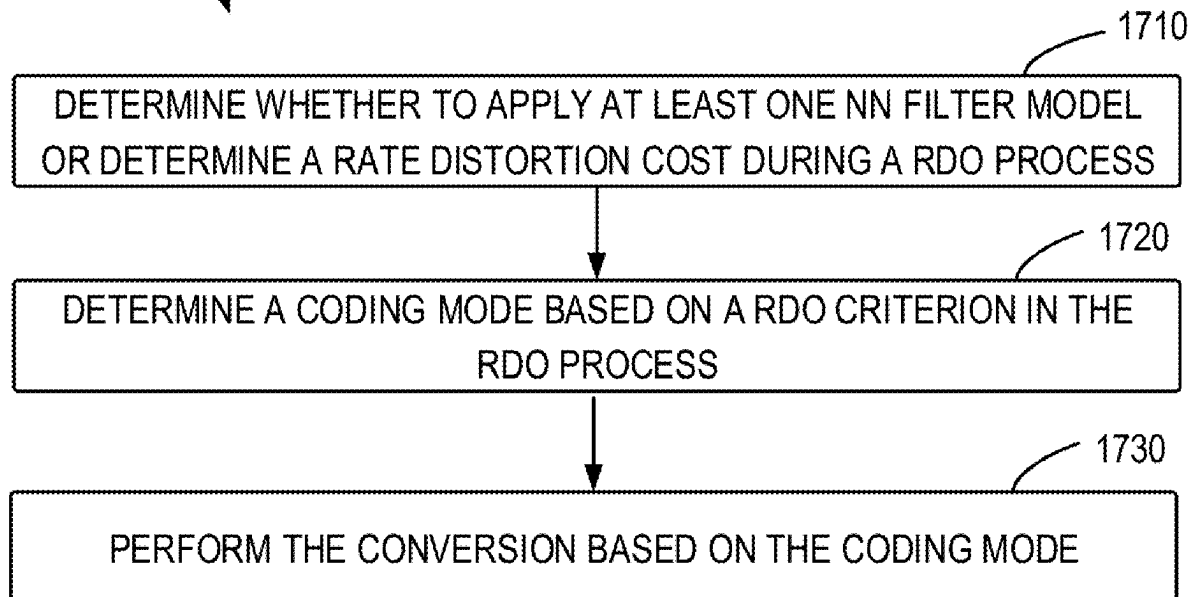 1710
DETERMINE WHETHER TO APPLY AT LEAST ONE NN FILTER MODEL
OR DETERMINE A RATE DISTORTION COST DURING A RDO PROCESS
1720
DETERMINE A CODING MODE BASED ON A RDO CRITERION IN THE
RDO PROCESS
1730
PERFORM THE CONVERSION BASED ON THE CODING MODE